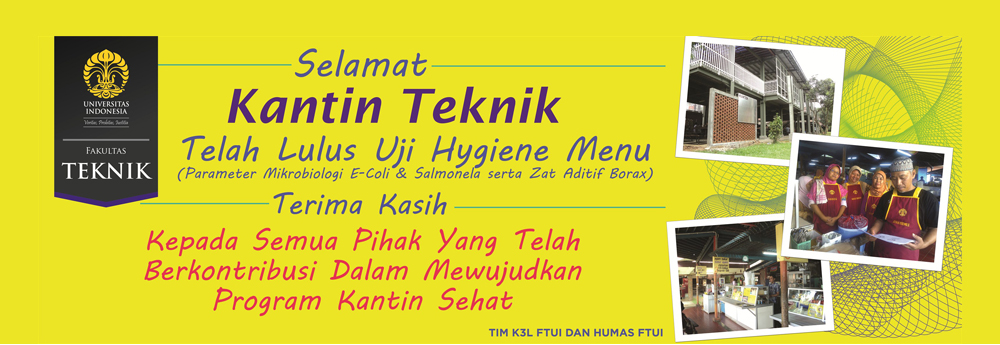 UNIVERSITAS
INDONESIA
Veritas, Probitas, Iustitia
FAKULTAS
TEKNIK
Selamat
Kantin Teknik
Telah Lulus Uji Hygiene Menu
(Parameter Mikrobiologi E-Coli & Salmonela serta Zat Aditif Borax)
Terima Kasih
Kepada Semua Pihak Yang Telah
Berkontribusi Dalam Mewujudkan
Program Kantin Sehat
TIM K3L FTUI DAN HUMAS FTUI